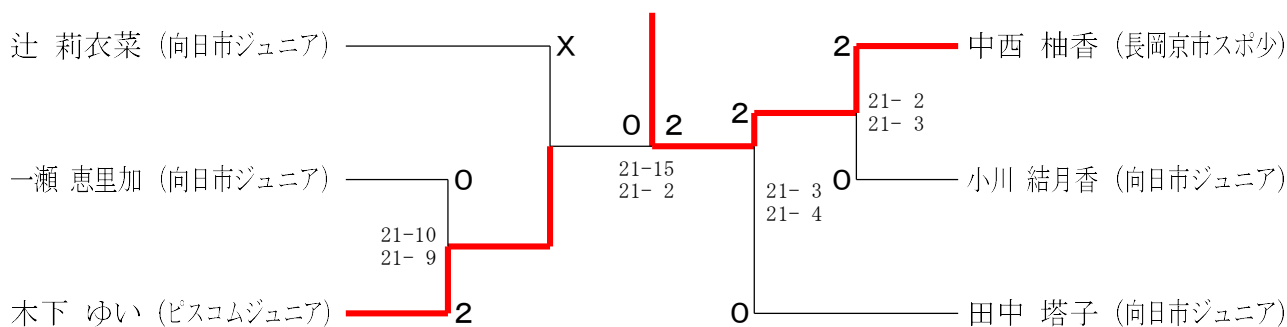 辻 莉衣菜 (向日市ジュニア)
X
2
中西 柚香 (長岡京市スポ少)
21- 2
21- 3
0 2
2
一瀬 恵里加 (向日市ジュニア)
0
21-15
21- 2
21- 3
21- 4
0
小川 結月香 (向日市ジュニア)
21-10
21- 9
木下 ゆい (ピスコムジュニア)
2
0
田中 塔子 (向日市ジュニア)